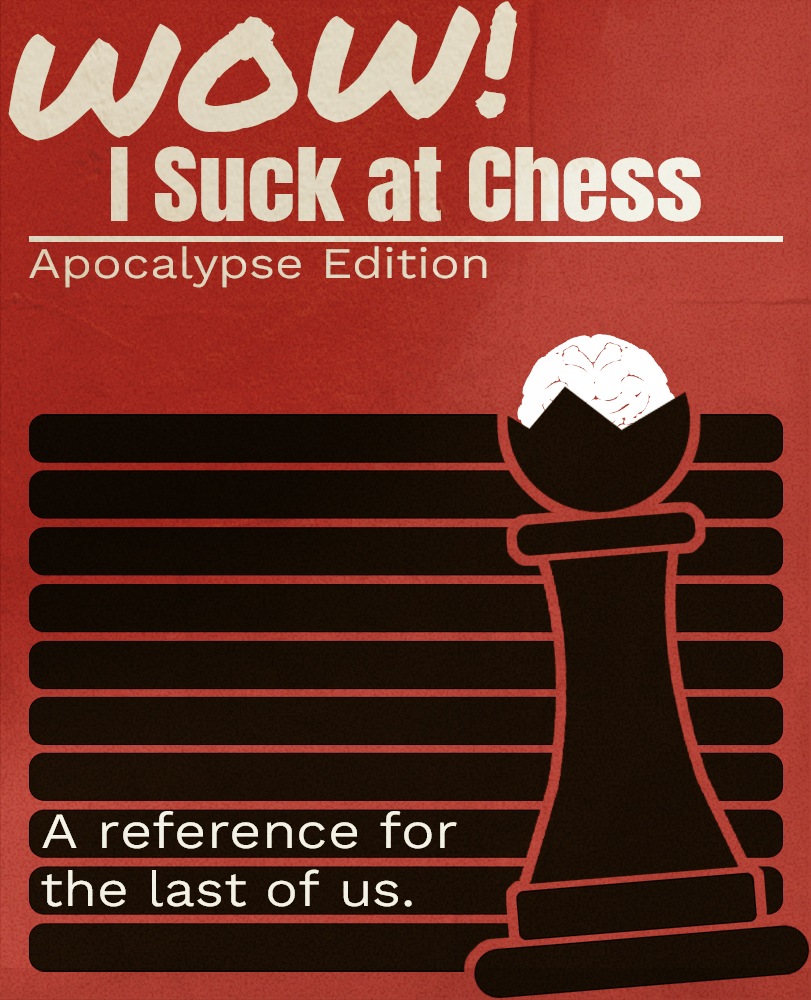 wow!
I Suck at Chess
Apocalypse Edition
A reference for
the last of us.